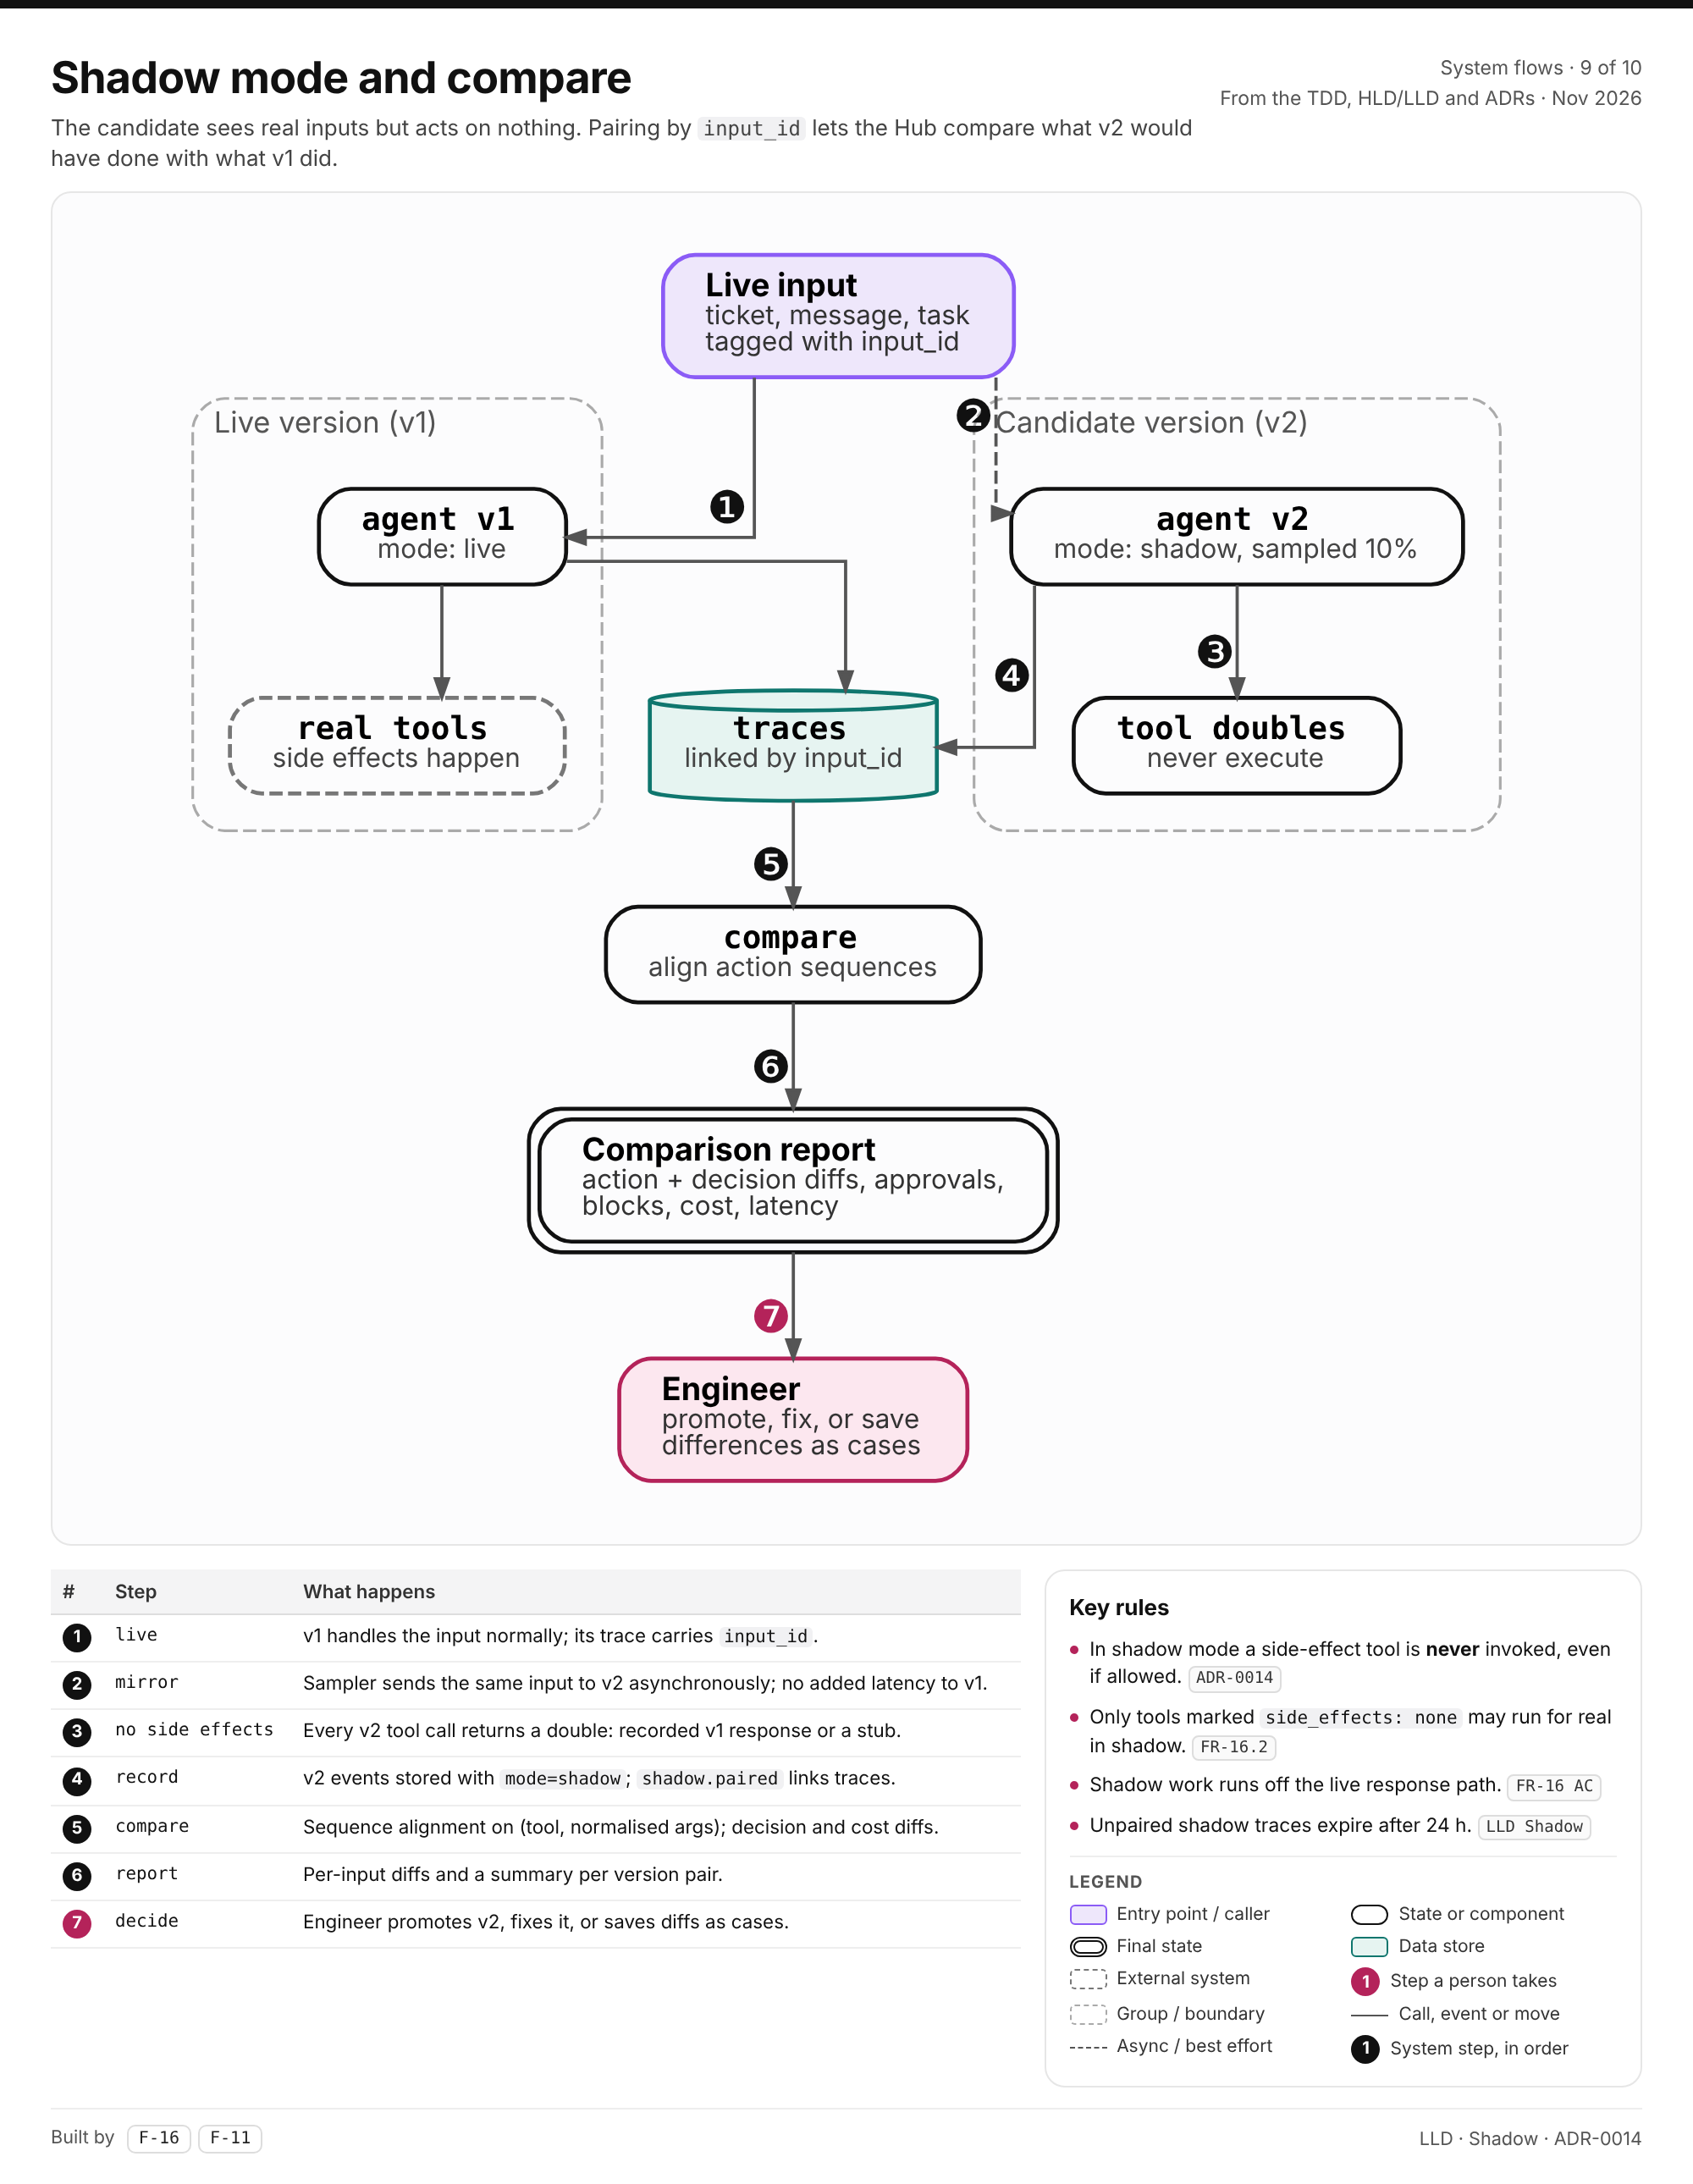 Shadow mode and compare
System flows · 9 of 10
From the TDD, HLD/LLD and ADRs · Nov 2026
The candidate sees real inputs but acts on nothing. Pairing by input_id lets the Hub compare what v2 would
have done with what v1 did.
Live input
ticket, message, task
tagged with input_id
Live version (v1)
2
Candidate version (v2)
1
agent v1
mode: live
agent v2
mode: shadow, sampled 10%
3
4
real tools
side effects happen
traces
linked by input_id
tool doubles
never execute
5
compare
align action sequences
6
Comparison report
action + decision diffs, approvals,
blocks, cost, latency
7
Engineer
promote, fix, or save
differences as cases
# Step What happens
1 live v1 handles the input normally; its trace carries input_id.
2 mirror Sampler sends the same input to v2 asynchronously; no added latency to v1.
3 no side effects Every v2 tool call returns a double: recorded v1 response or a stub.
4 record v2 events stored with mode=shadow; shadow.paired links traces.
5 compare Sequence alignment on (tool, normalised args); decision and cost diffs.
6 report Per-input diffs and a summary per version pair.
7 decide Engineer promotes v2, fixes it, or saves diffs as cases.
Key rules
• In shadow mode a side-effect tool is never invoked, even
if allowed. ADR-0014
• Only tools marked side_effects: none may run for real
in shadow. FR-16.2
• Shadow work runs off the live response path. FR-16 AC
• Unpaired shadow traces expire after 24 h. LLD Shadow
LEGEND
Entry point / caller
State or component
Final state
Data store
External system
1 Step a person takes
Group / boundary
Call, event or move
Async / best effort
1 System step, in order
Built by F-16 F-11
LLD · Shadow · ADR-0014